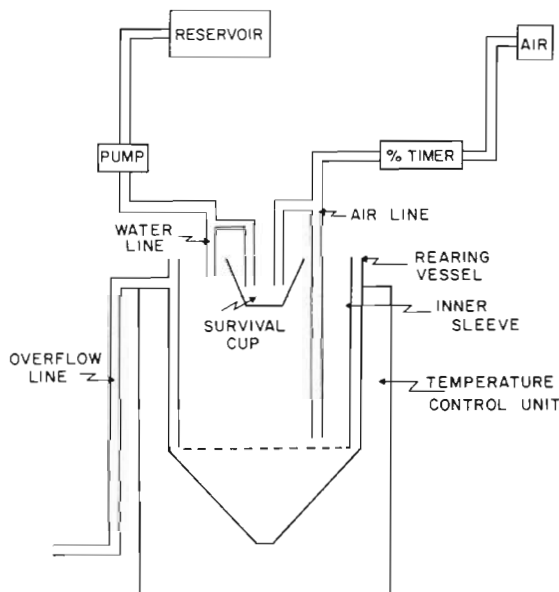 RESERVOIR
AIR
PUMP
% TIMER
WATER
LINE
AIR LINE
REARING
VESSEL
SURVIVAL
CUP
INNER
SLEEVE
OVERFLOW
LINE
TEMPERATURE
CONTROL UNIT